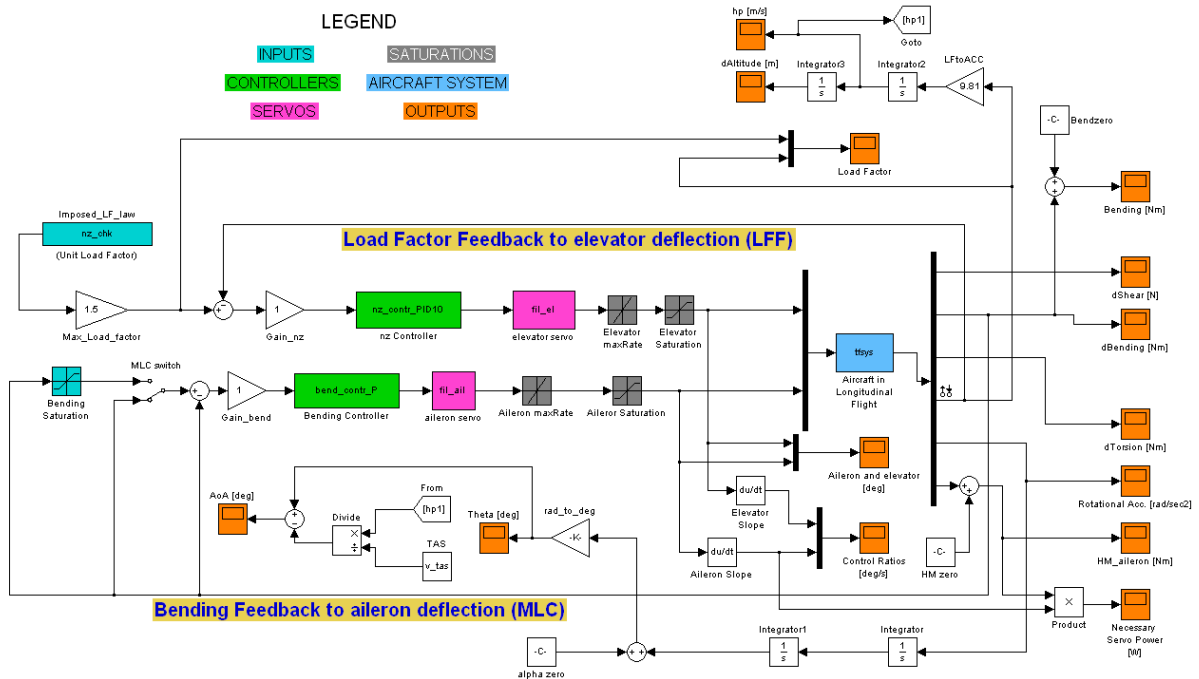 LEGEND
INPUTS
SATURATIONS
CONTROLLERS
AIRCRAFT SYSTEM
SERVOS
OUTPUTS
hp [m/s]
[hp1]
Goto
dAltitude [m]
Integrator3
1
s
Integrator2
1
s
LFtoACC
9.81
-C-
Bendzero
Load Factor
+
+
Bending [Nm]
Imposed_LF_law
nz_chk
(Unit Load Factor)
Load Factor Feedback to elevator deflection (LFF)
dShear [N]
1.5
Max_Load_factor
+
-
1
Gain_nz
nz_contr_PID10
nz Controller
fil_el
elevator servo
Elevator
maxRate
Elevator
Saturation
dBending [Nm]
ttsys
Aircraft in
Longitudinal
Flight
Bending
Saturation
MLC switch
+
-
1
Gain_bend
bend_contr_P
Bending Controller
fil_ail
aileron servo
Aileron maxRate
Aileror Saturation
dTorsion [Nm]
Aileron and elevator
[deg]
Rotational Acc. [rad/sec2]
AoA [deg]
+
-
Divide
×
÷
From
[hp1]
TAS
v_tas
Theta [deg]
rad_to_deg
-K-
du/dt
Elevator
Slope
du/dt
Aileron Slope
Control Ratios
[deg/s]
+
+
-C-
HM zero
HM_aileron [Nm]
Bending Feedback to aileron deflection (MLC)
×
Product
Necessary
Servo Power
[W]
-C-
alpha zero
+ +
Integrator1
1
s
Integrator
1
s